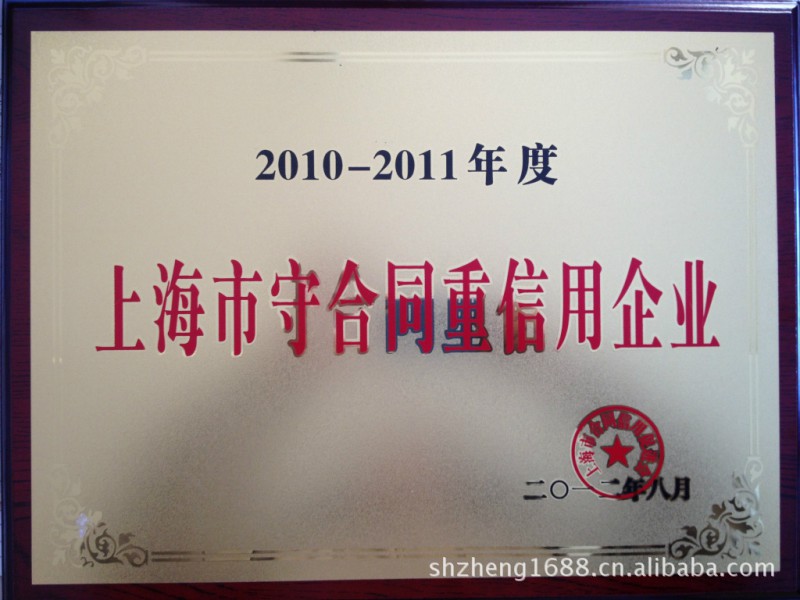 2010-2011年度
上海市守合同重信用企业
二〇一二年八月
shzheng1688.cn.alibaba.com